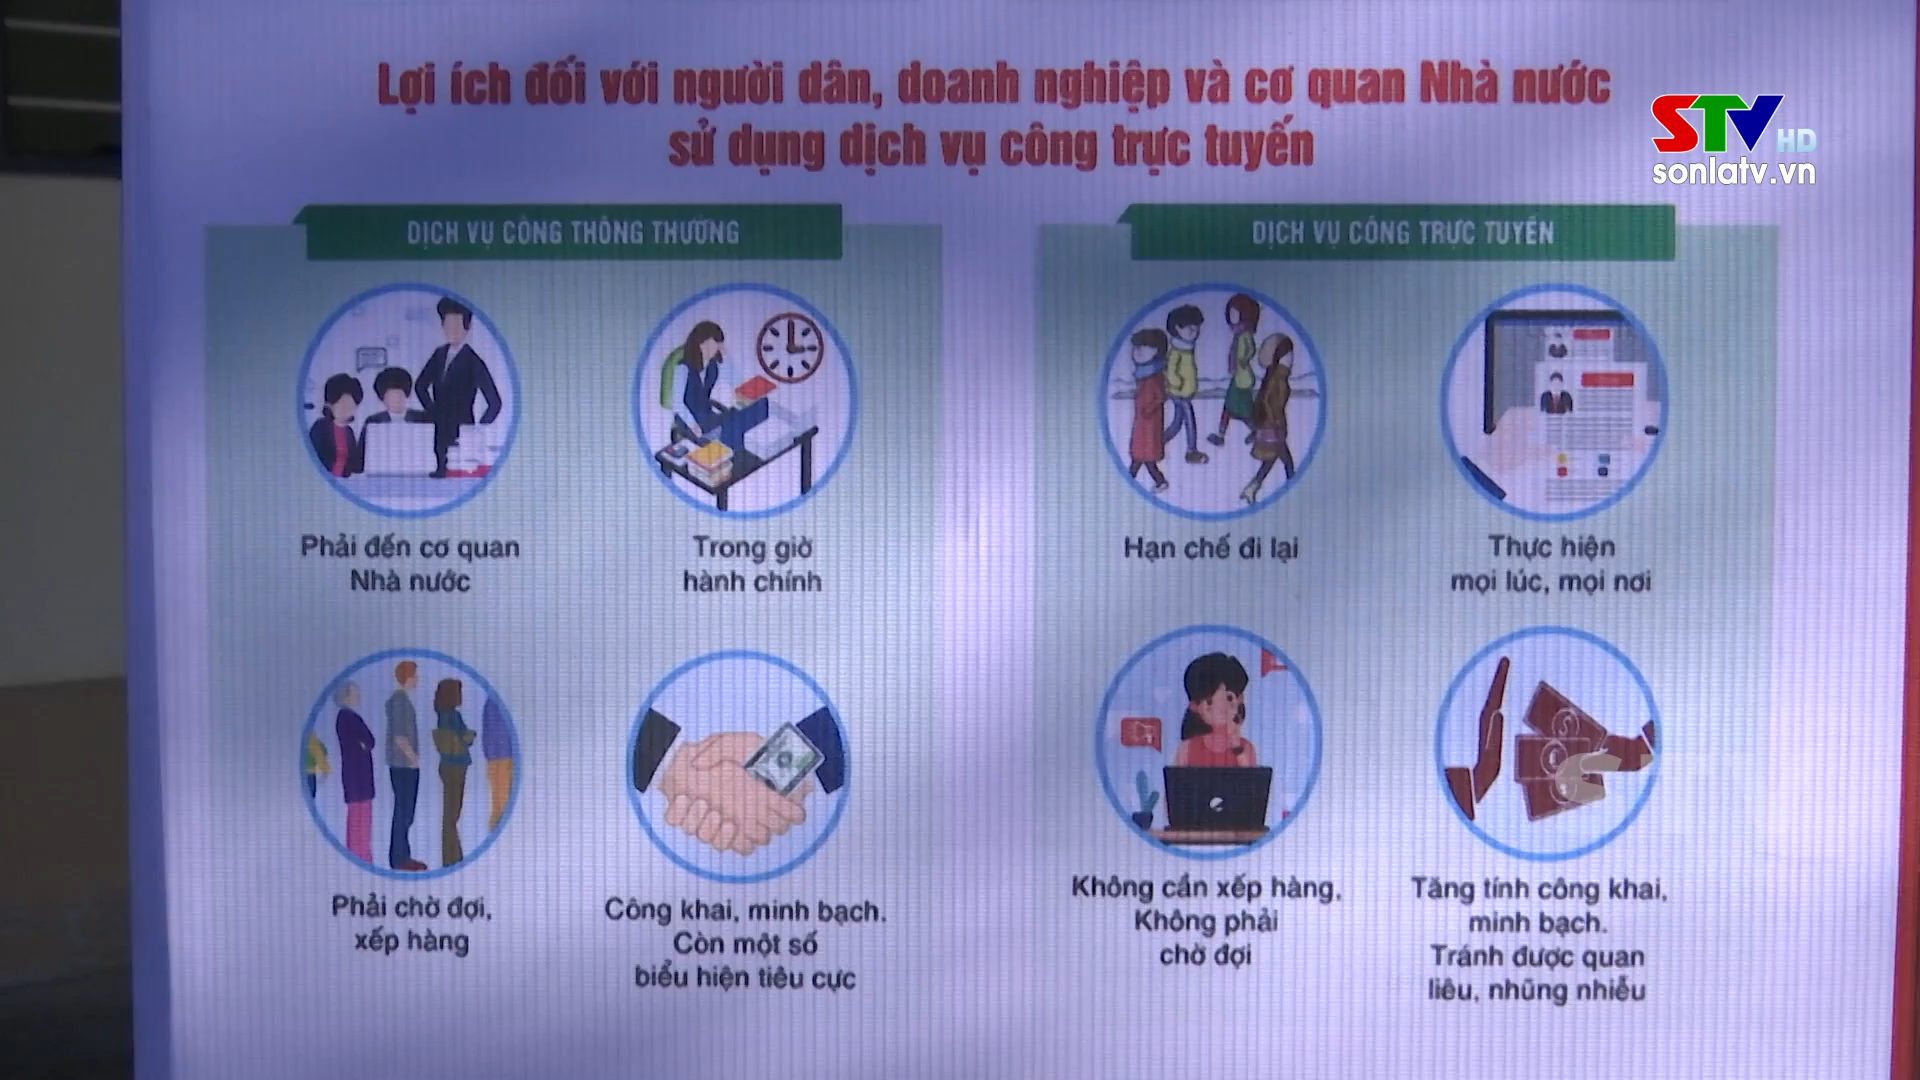 Lợi ích đối với người dân, doanh nghiệp và cơ quan Nhà nước
sử dụng dịch vụ công trực tuyến
STV HD
sonlatv.vn
DỊCH VỤ CÔNG THÔNG THƯỜNG
Phải đến cơ quan
Nhà nước
Trong giờ
hành chính
Phải chờ đợi,
xếp hàng
Công khai, minh bạch.
Còn một số
biểu hiện tiêu cực
DỊCH VỤ CÔNG TRỰC TUYẾN
Hạn chế đi lại
Thực hiện
mọi lúc, mọi nơi
Không cần xếp hàng,
Không phải
chờ đợi
Tăng tính công khai,
minh bạch.
Tránh được quan
liêu, nhũng nhiễu